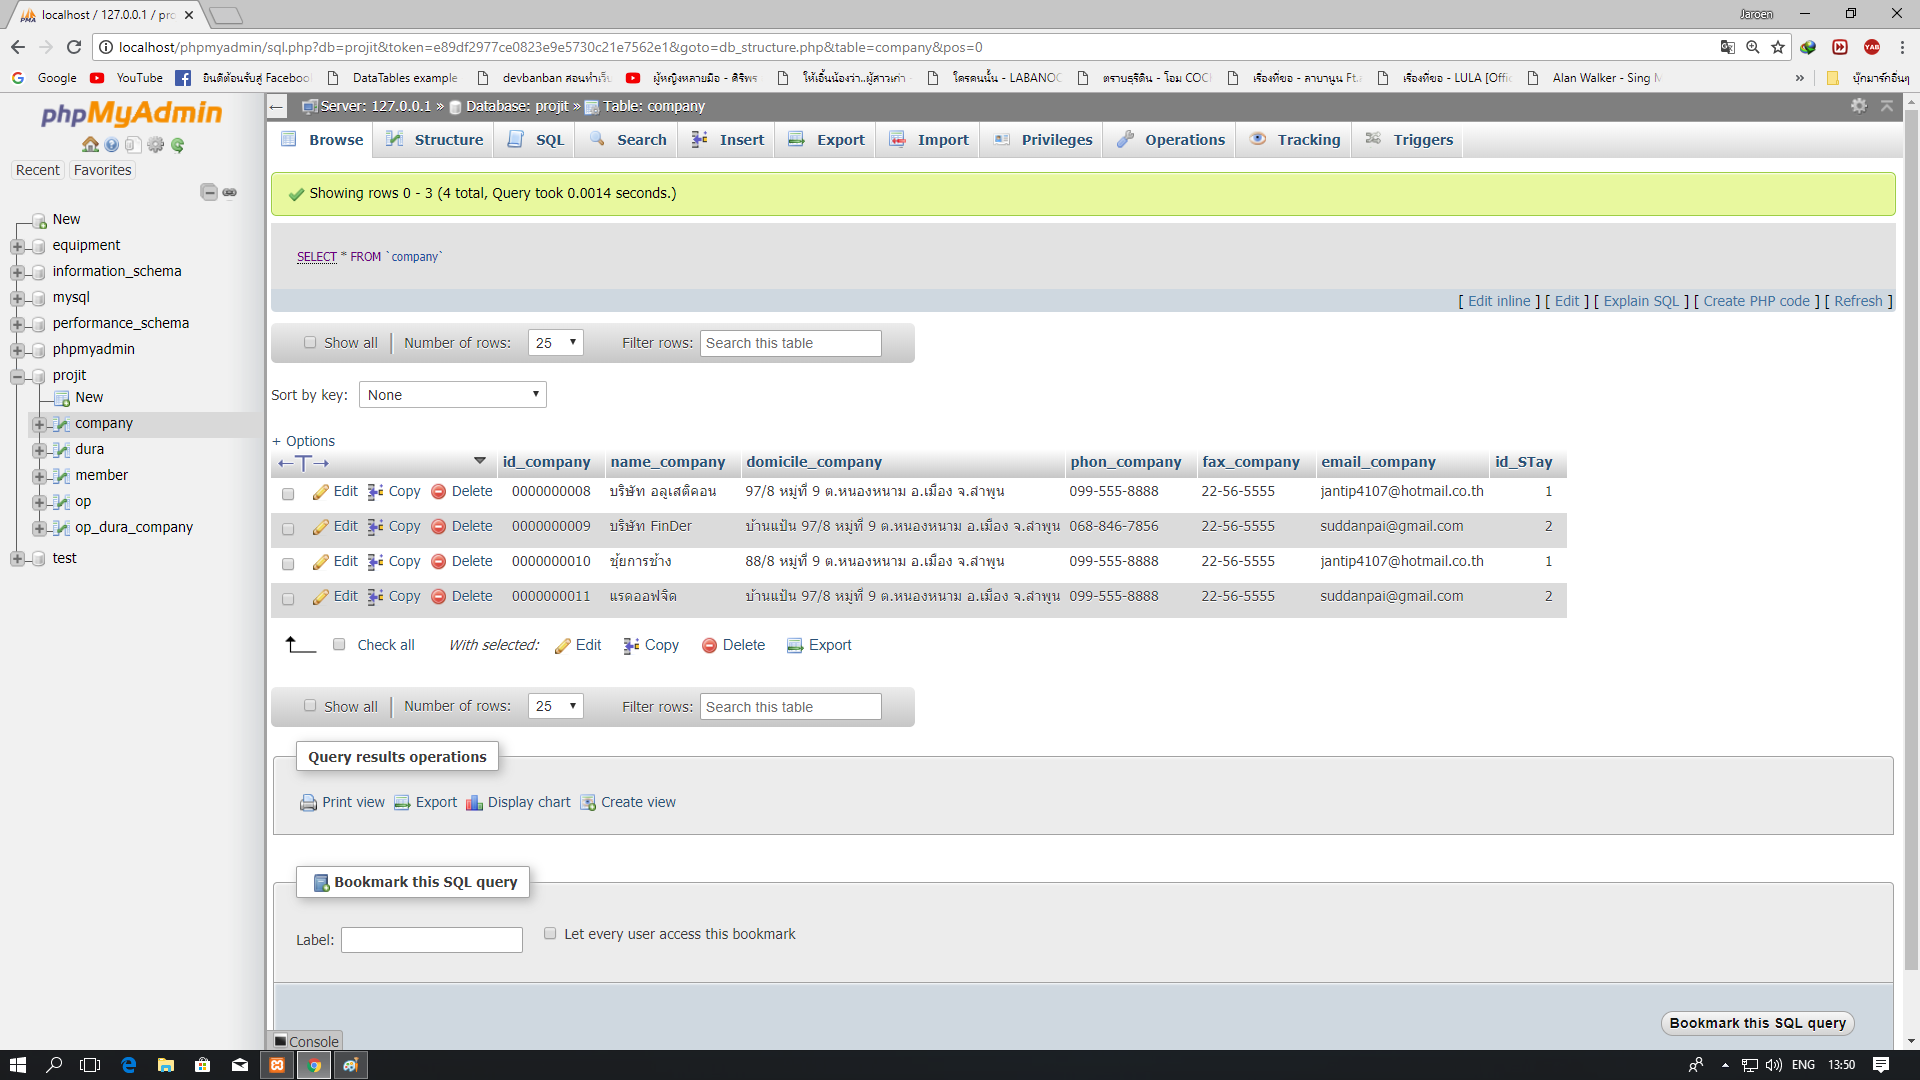 localhost / 127.0.0.1 / pro
Jaroen
localhost/phpmyadmin/sql.php?db=projit&token=e89df2977ce0823e9e5730c21e7562e1&goto=db_structure.php&table=company&pos=0
Google YouTube ยินดีต้อนรับสู่ Faceboo DataTables example devbanban สอนทำเว็บ ผู้หญิงหลายมือ - ศิริพร ให้เอิ้นน้องว่า..ผู้สาวเก่า - ใครคนนั้น - LABANOO ตราบธุริดิน - โอม COC เรื่องที่ขอ - ลาบานูน Ft. เรื่องที่ขอ - LULA [Offic Alan Walker - Sing M » บุ๊กมาร์กอื่นๆ
phpMyAdmin
Recent Favorites
New
equipment
information_schema
mysql
performance_schema
phpmyadmin
projit
New
company
dura
member
op
op_dura_company
test
Server: 127.0.0.1 » Database: projit » Table: company
Browse Structure SQL Search Insert Export Import Privileges Operations Tracking Triggers
Showing rows 0 - 3 (4 total, Query took 0.0014 seconds.)
SELECT * FROM `company`
[ Edit inline ] [ Edit ] [ Explain SQL ] [ Create PHP code ] [ Refresh ]
Show all Number of rows: 25 Filter rows: Search this table
Sort by key: None
+ Options
←T→ id_company name_company domicile_company phon_company fax_company email_company id_STay
Edit Copy Delete 0000000008 บริษัท อลูเสติคอน 97/8 หมู่ที่ 9 ต.หนองหนาม อ.เมือง จ.ลำพูน 099-555-8888 22-56-5555 jantip4107@hotmail.co.th 1
Edit Copy Delete 0000000009 บริษัท FinDer บ้านแป้น 97/8 หมู่ที่ 9 ต.หนองหนาม อ.เมือง จ.ลำพูน 068-846-7856 22-56-5555 suddanpai@gmail.com 2
Edit Copy Delete 0000000010 ชุ้ยการช้าง 88/8 หมู่ที่ 9 ต.หนองหนาม อ.เมือง จ.ลำพูน 099-555-8888 22-56-5555 jantip4107@hotmail.co.th 1
Edit Copy Delete 0000000011 แรดออฟจิต บ้านแป้น 97/8 หมู่ที่ 9 ต.หนองหนาม อ.เมือง จ.ลำพูน 099-555-8888 22-56-5555 suddanpai@gmail.com 2
Check all With selected: Edit Copy Delete Export
Show all Number of rows: 25 Filter rows: Search this table
Query results operations
Print view Export Display chart Create view
Bookmark this SQL query
Label: Let every user access this bookmark
Bookmark this SQL query
Console
ENG 13:50